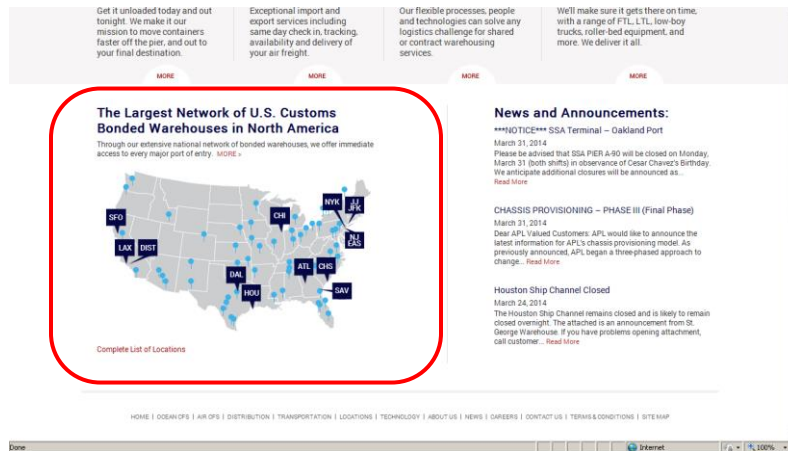 Get it unloaded today and out
tonight. We make it our
mission to move containers
faster off the pier, and out to
your final destination.
MORE
Exceptional import and
export services including
same day check in, tracking,
availability and delivery of
your air freight.
MORE
Our flexible processes, people
and technologies can solve any
logistics challenge for shared
or contract warehousing
services.
MORE
We'll make sure it gets there on time,
with a range of FTL, LTL, low-boy
trucks, roller-bed equipment, and
more. We deliver it all.
MORE
The Largest Network of U.S. Customs
Bonded Warehouses in North America
Through our extensive national network of bonded warehouses, we offer immediate
access to every major port of entry. MORE »
NYK
JJ
JFK
SFO
CHI
NJ
EAS
LAX
DIST
ATL
CHS
DAL
HOU
SAV
Complete List of Locations
News and Announcements:
***NOTICE*** SSA Terminal – Oakland Port
March 31, 2014
Please be advised that SSA PIER A-90 will be closed on Monday,
March 31 (both shifts) in observance of Cesar Chavez's Birthday.
We anticipate additional closures will be announced as...
Read More
CHASSIS PROVISIONING – PHASE III (Final Phase)
March 31, 2014
Dear APL Valued Customers: APL would like to announce the
latest information for APL's chassis provisioning model. As
previously announced, APL began a three-phased approach to
change... Read More
Houston Ship Channel Closed
March 24, 2014
The Houston Ship Channel remains closed and is likely to remain
closed overnight. The attached is an announcement from St.
George Warehouse. If you have problems opening attachment,
call customer... Read More
HOME | OCEAN CFS | AIR CFS | DISTRIBUTION | TRANSPORTATION | LOCATIONS | TECHNOLOGY | ABOUT US | NEWS | CAREERS | CONTACT US | TERMS & CONDITIONS | SITE MAP
Done
Internet
100%